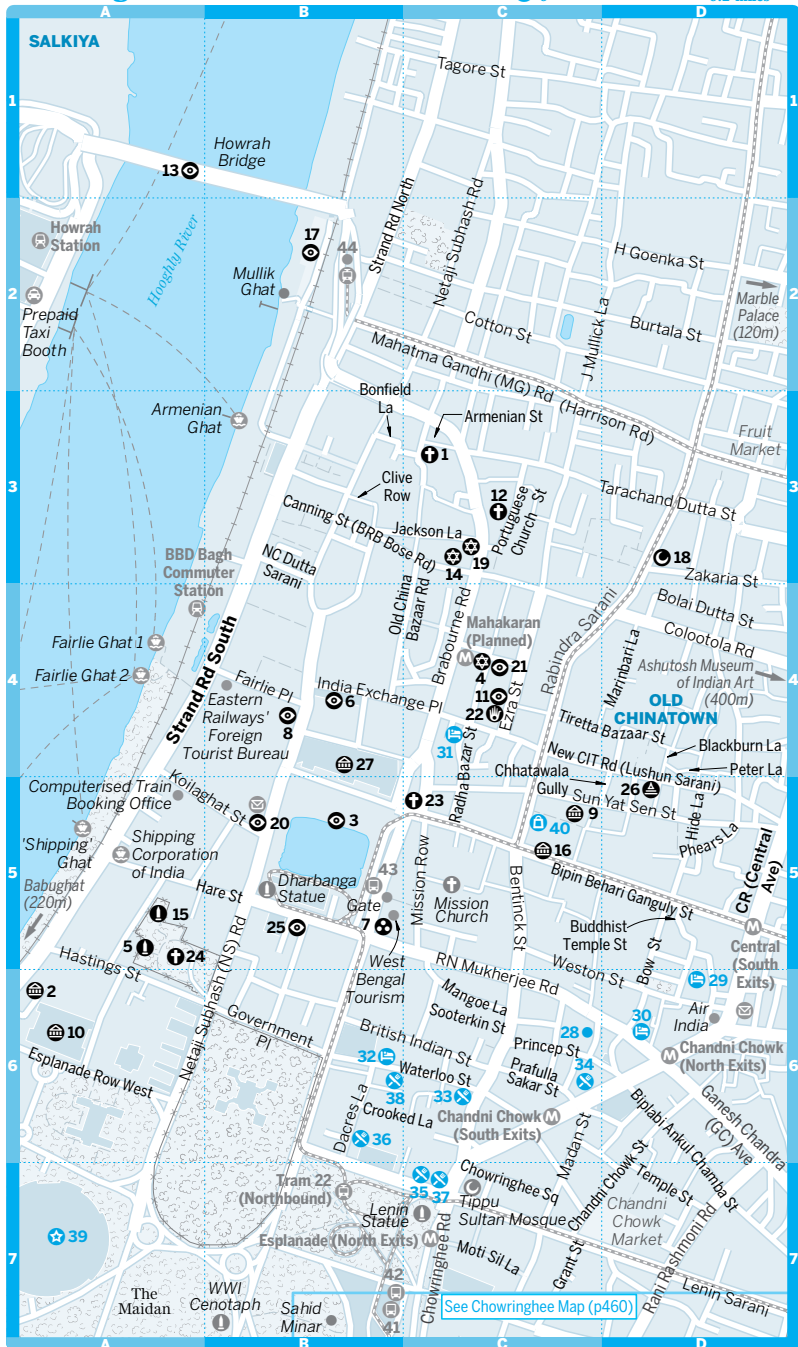 A
B
C
D
SALKIYA
Tagore St
1
1
Howrah
Bridge
13
Howrah
Station
Hooghly River
17
44
Strand Rd North
Netaji Subhash Rd
H Goenka St
2
2
Mullik
Ghat
Prepaid
Taxi
Booth
Cotton St
J Mullick La
Burtala St
Marble
Palace
(120m)
Mahatma Gandhi (MG) Rd (Harrison Rd)
Bonfield
La
Armenian St
Armenian
Ghat
1
Fruit
Market
3
3
Clive
Row
12
Portuguese
Church St
Tarachand Dutta St
Canning St (BRB Bose Rd)
Jackson La
14
19
18
Zakaria St
NC Dutta
Sarani
BBD Bagh
Commuter
Station
Old China
Bazaar Rd
Brabourne Rd
Mahakaran
(Planned)
Rabindra Sarani
Bolai Dutta St
Colootola Rd
Marinbari La
Fairlie Ghat 1
Fairlie Ghat 2
Strand Rd South
4
4
Fairlie Pl
Eastern
Railways'
Foreign
Tourist Bureau
India Exchange Pl
6
8
4
21
11
22
Ezra St
Ashutosh Museum
of Indian Art
(400m)
OLD
CHINATOWN
Tiretta Bazaar St
31
Radha Bazar St
New CIT Rd (Lushun Sarani)
Blackburn La
Peter La
27
Chhatawala
Gully
Sun Yat Sen St
26
9
Hide La
Phears La
Computerised Train
Booking Office
Koilaghat St
20
3
23
40
16
'Shipping'
Ghat
Shipping
Corporation
of India
5
5
Babughat
(220m)
Hare St
Dharbanga
Statue
43
Gate
Mission Row
Mission
Church
Bentinck St
Bipin Behari Ganguly St
CR (Central
Ave)
15
5
24
25
7
West
Bengal
Tourism
Buddhist
Temple St
Central
(South
Exits)
Hastings St
Netaji Subhash (NS) Rd
RN Mukherjee Rd
Weston St
Bow St
29
2
10
Mangoe La
Sooterkin St
30
Air
India
Government
Pl
British Indian St
28
Princep St
Chandni Chowk
(North Exits)
6
6
Esplanade Row West
32
Waterloo St
Prafulla
Sakar St
34
38
33
Dacres La
Crooked La
Chandni Chowk
(South Exits)
36
Madan St
Ganesh Chandra
(GC) Ave
Biplabi Ankul Chamba St
Tram 22
(Northbound)
35
37
Chowringhee Sq
Tippu
Sultan Mosque
Chandni Chowk St
Temple St
Chandni
Chowk
Market
Lenin
Statue
Esplanade (North Exits)
39
7
7
Moti Sil La
Grant St
Rani Rashmoni Rd
Lenin Sarani
The
Maidan
WWI
Cenotaph
Sahid
Minar
42
41
Chowringhee Rd
See Chowringhee Map (p460)
A
B
C
D